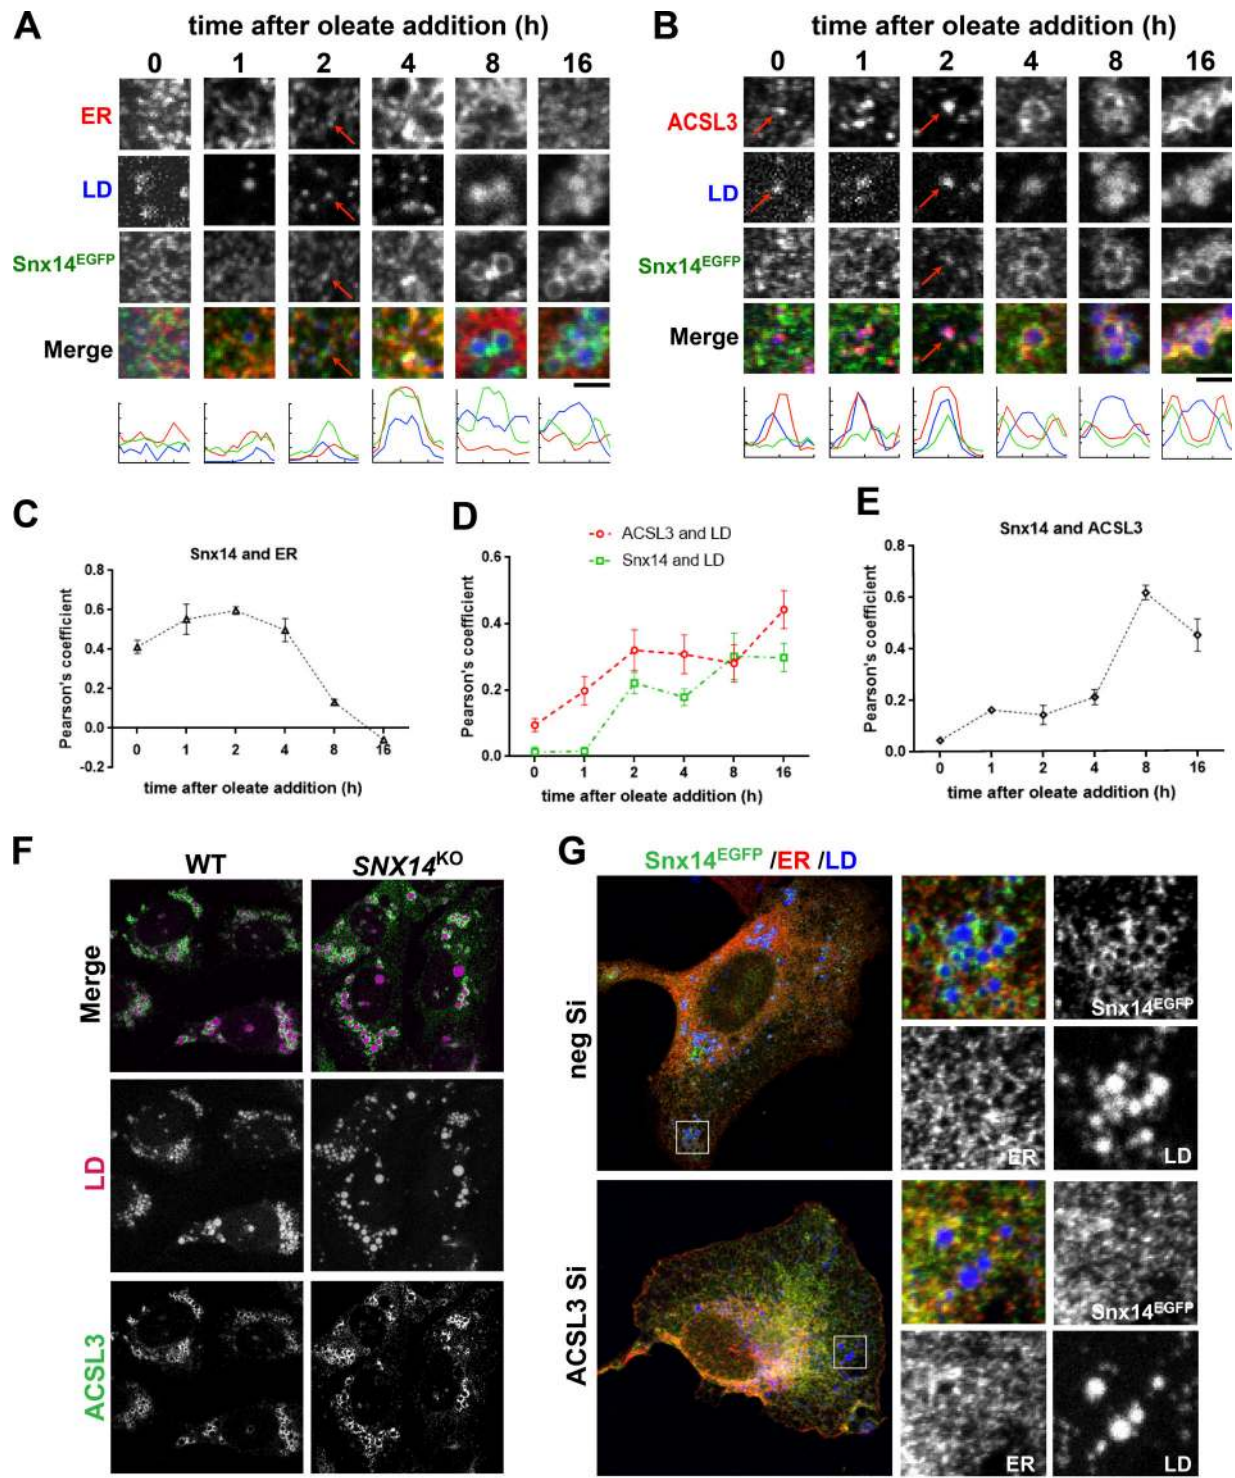 A
time after oleate addition (h)
0 1 2 4 8 16
ER
LD
Snx14EGFP
Merge
B
time after oleate addition (h)
0 1 2 4 8 16
ACSL3
LD
Snx14EGFP
Merge
C
Snx14 and ER
Pearson's coefficient
0.8
0.6
0.4
0.2
0.0
-0.2
0 1 2 4 8 16
time after oleate addition (h)
D
ACSL3 and LD
Snx14 and LD
Pearson's coefficient
0.6
0.4
0.2
0.0
0 1 2 4 8 16
time after oleate addition (h)
E
Snx14 and ACSL3
Pearson's coefficient
0.8
0.6
0.4
0.2
0.0
0 1 2 4 8 16
time after oleate addition (h)
F
WT SNX14KO
Merge
LD
ACSL3
G
Snx14EGFP /ER /LD
neg Si
Snx14EGFP
ER
LD
ACSL3 Si
Snx14EGFP
ER
LD